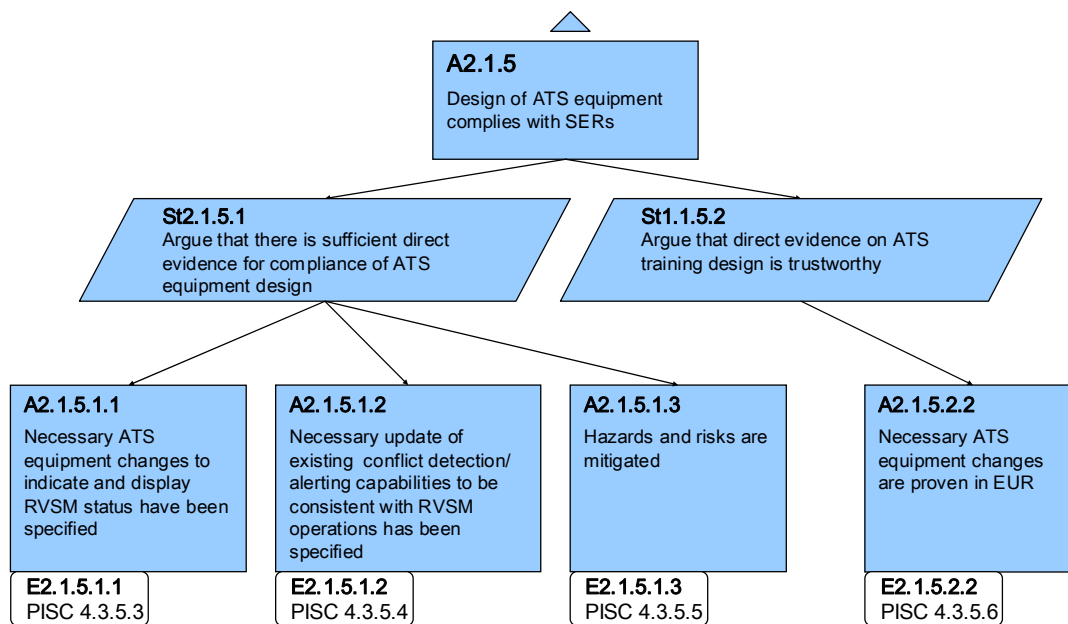 A2.1.5
Design of ATS equipment
complies with SERs
St2.1.5.1
Argue that there is sufficient direct
evidence for compliance of ATS
equipment design
St1.1.5.2
Argue that direct evidence on ATS
training design is trustworthy
A2.1.5.1.1
Necessary ATS
equipment changes to
indicate and display
RVSM status have been
specified
E2.1.5.1.1
PISC 4.3.5.3
A2.1.5.1.2
Necessary update of
existing conflict detection/
alerting capabilities to be
consistent with RVSM
operations has been
specified
E2.1.5.1.2
PISC 4.3.5.4
A2.1.5.1.3
Hazards and risks are
mitigated
E2.1.5.1.3
PISC 4.3.5.5
A2.1.5.2.2
Necessary ATS
equipment changes
are proven in EUR
E2.1.5.2.2
PISC 4.3.5.6